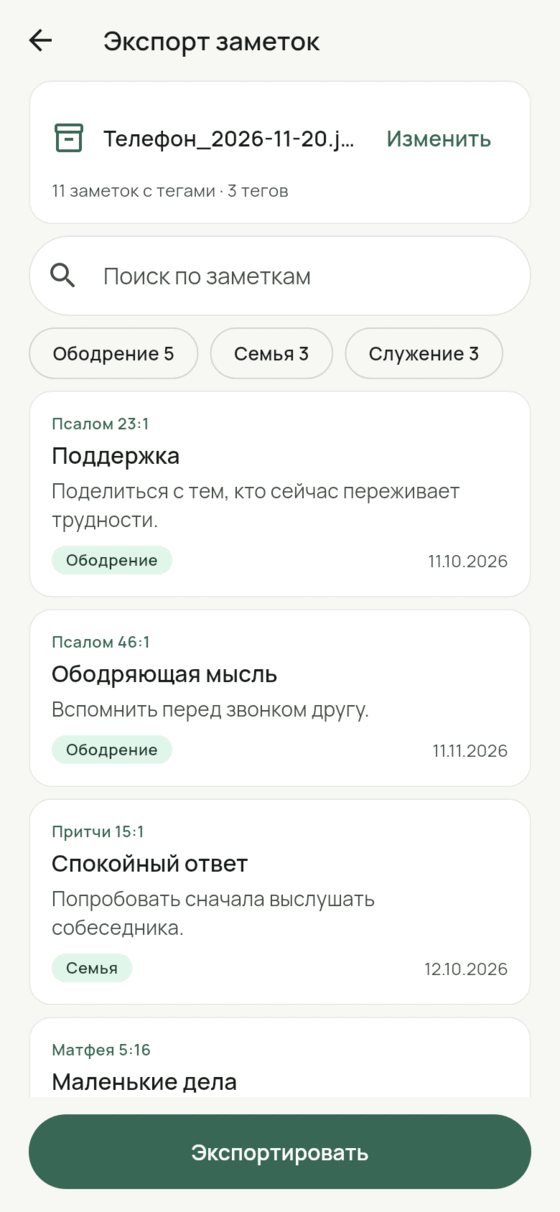 Экспорт заметок
Телефон_2026-11-20.j...
Изменить
11 заметок с тегами · 3 тегов
Поиск по заметкам
Ободрение 5
Семья 3
Служение 3
Псалом 23:1
Поддержка
Поделиться с тем, кто сейчас переживает
трудности.
Ободрение
11.10.2026
Псалом 46:1
Ободряющая мысль
Вспомнить перед звонком другу.
Ободрение
11.11.2026
Притчи 15:1
Спокойный ответ
Попробовать сначала выслушать
собеседника.
Семья
12.10.2026
Матфея 5:16
Маленькие дела
Экспортировать